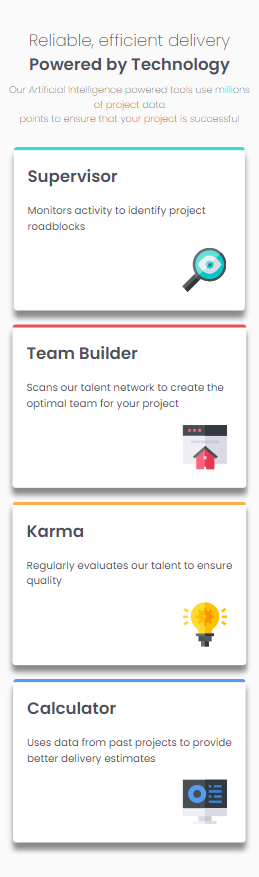 Reliable, efficient delivery
Powered by Technology
Our Artificial Intelligence powered tools use millions
of project data
points to ensure that your project is successful
Supervisor
Monitors activity to identify project
roadblocks
Team Builder
Scans our talent network to create the
optimal team for your project
Karma
Regularly evaluates our talent to ensure
quality
Calculator
Uses data from past projects to provide
better delivery estimates